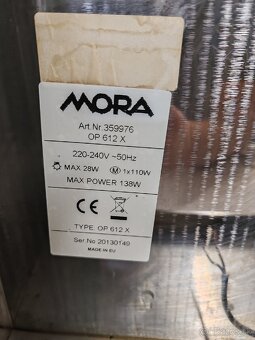 MORA
Art.Nr.359976
OP 612 X
220-240V ~50Hz
MAX 28W M 1x110W
MAX POWER 138W
CE
TYPE: OP 612 X
Ser.No 20130149
MADE IN EU